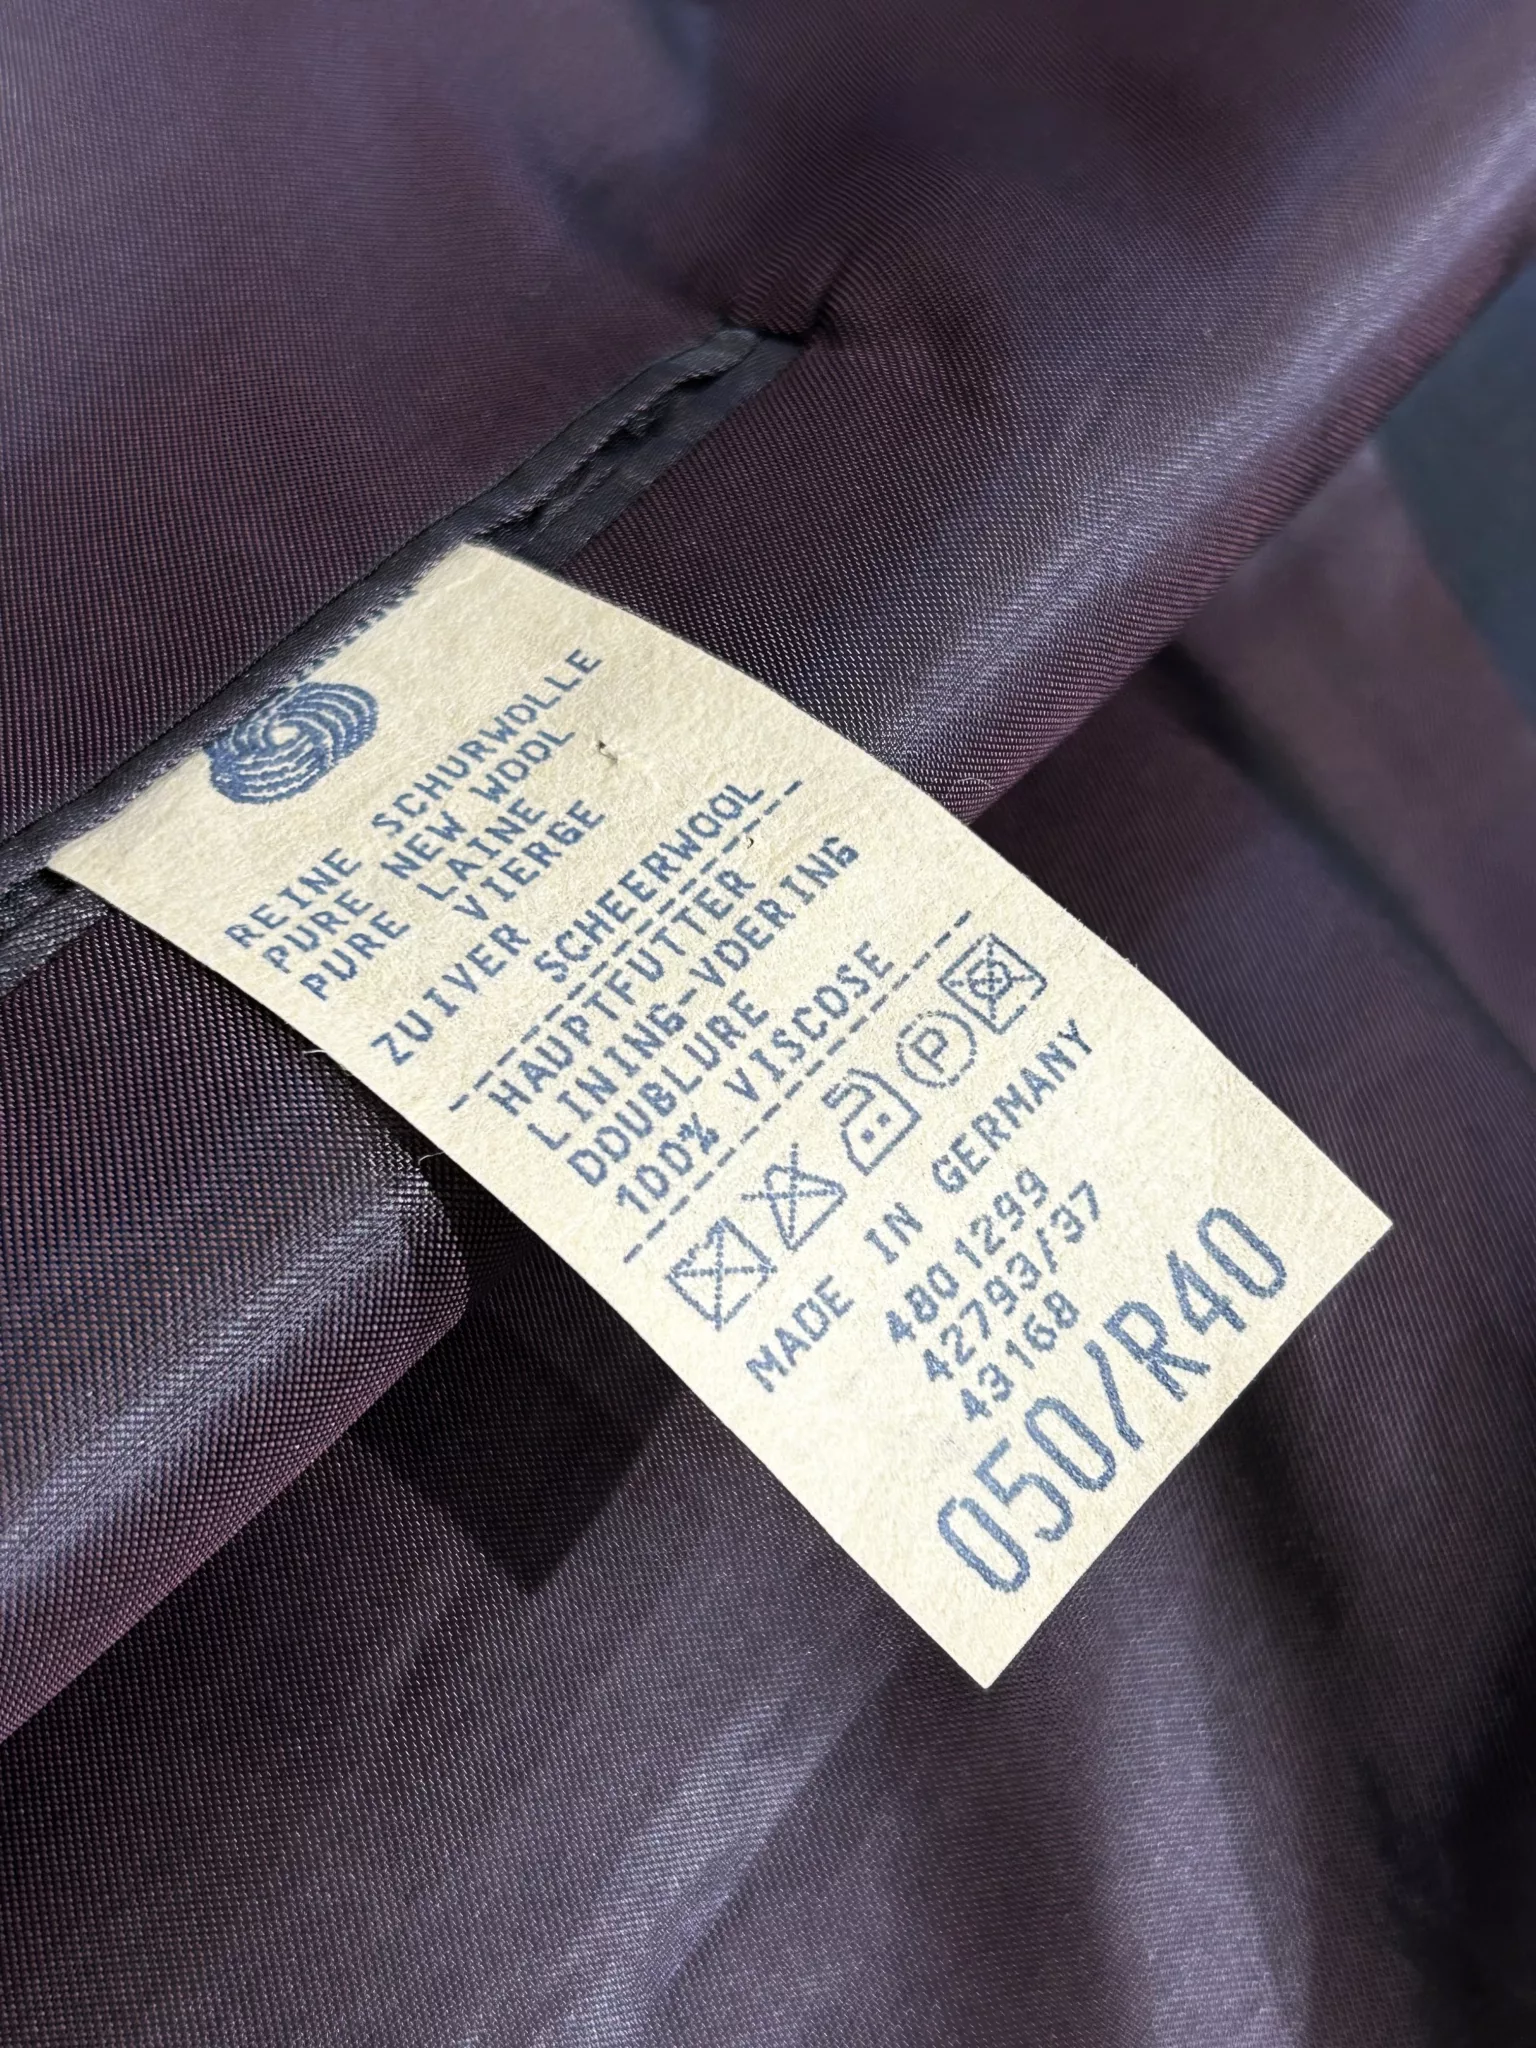 REINE SCHURWOLLE
PURE NEW WOOL
PURE LAINE
VIERGE
ZUIVER
SCHEERWOOL
HAUPTFUTTER
LINING-VOERING
DOUBLURE
100% VISCOSE
P
MADE IN GERMANY
4801299
42793/37
43168
050/R40